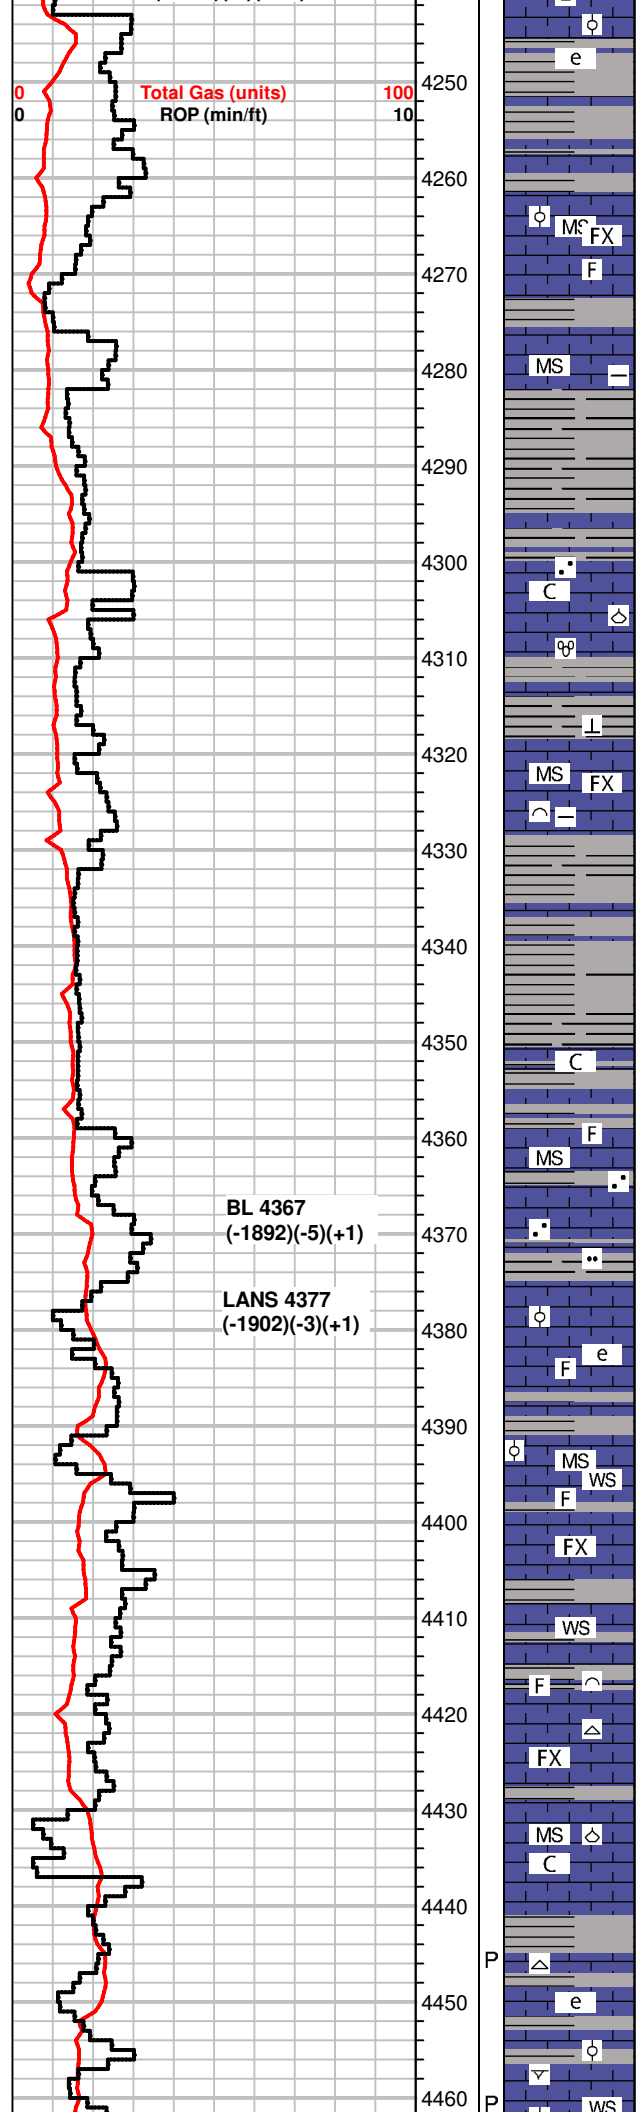 e
4250
0 Total Gas (units) 100
0 ROP (min/ft) 10
4260
MS
FX
F
4270
MS
4280
4290
4300
C
4310
4320
MS
FX
4330
4340
4350
C
F
4360
MS
BL 4367
(-1892)(-5)(+1)
4370
LANS 4377
(-1902)(-3)(+1)
4380
e
F
4390
MS
WS
F
4400
FX
4410
WS
F
4420
FX
4430
MS
C
4440
P
4450
e
4460
P
WS